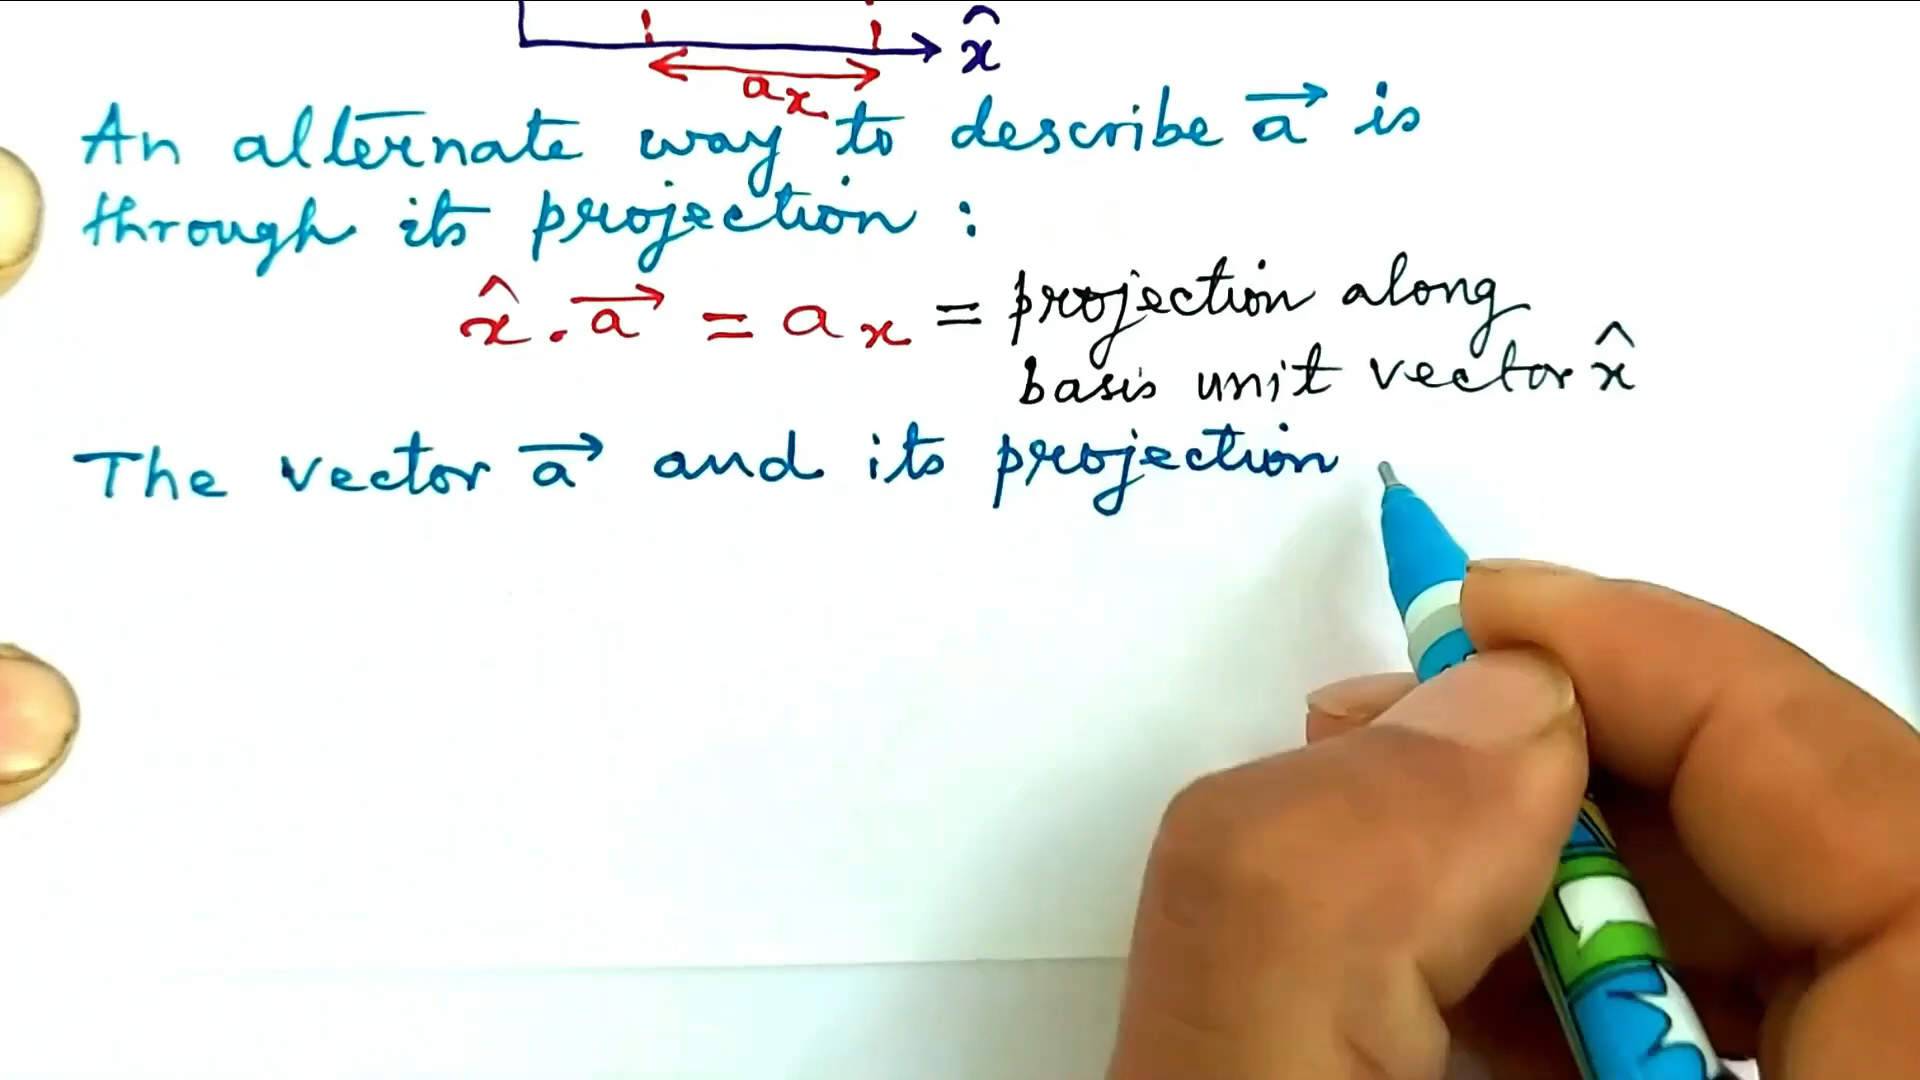 x̂
aₓ
An alternate way to describe a⃗ is
through its projection :
x̂ . a⃗ = aₓ = projection along
basis unit vector x̂
The vector a⃗ and its projection